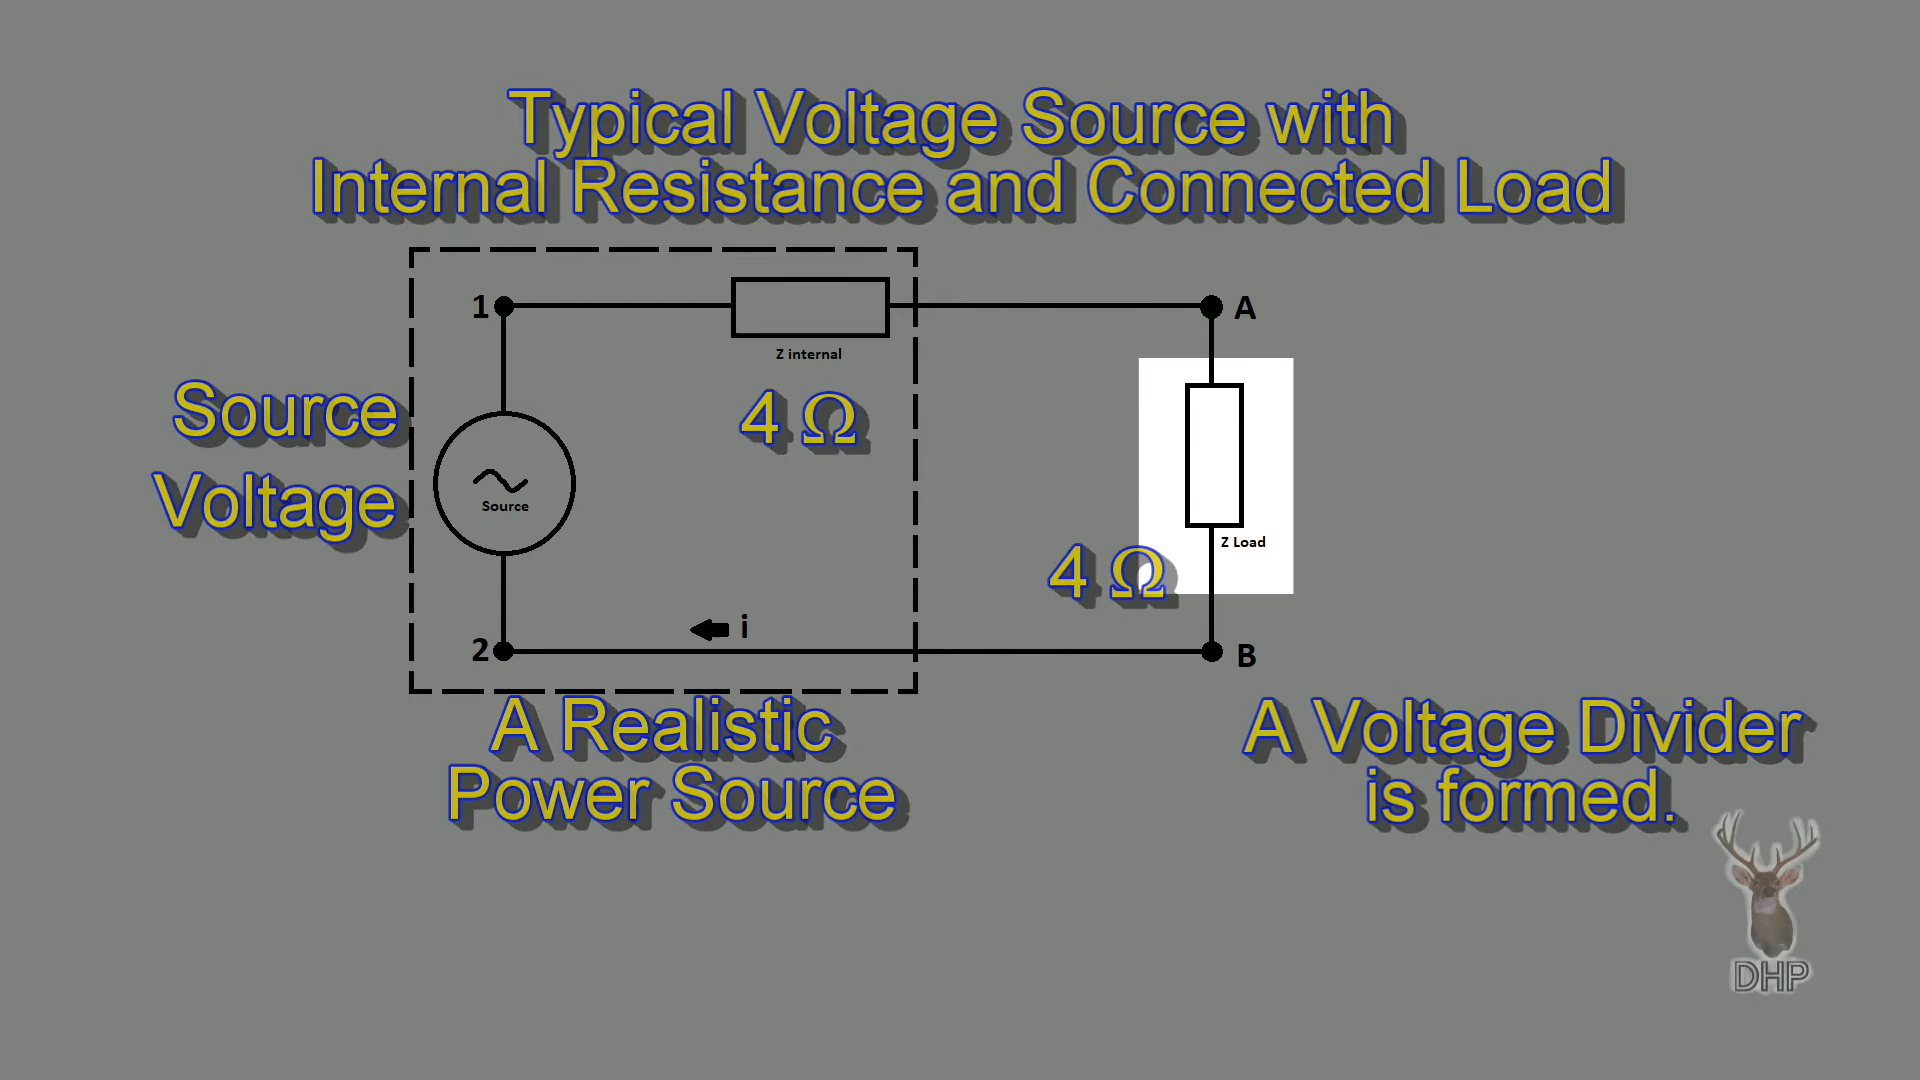 Typical Voltage Source with
Internal Resistance and Connected Load
1
A
Z internal
4 Ω
Source
Voltage
Source
Z Load
4 Ω
i
2
B
A Realistic
Power Source
A Voltage Divider
is formed.
DHP